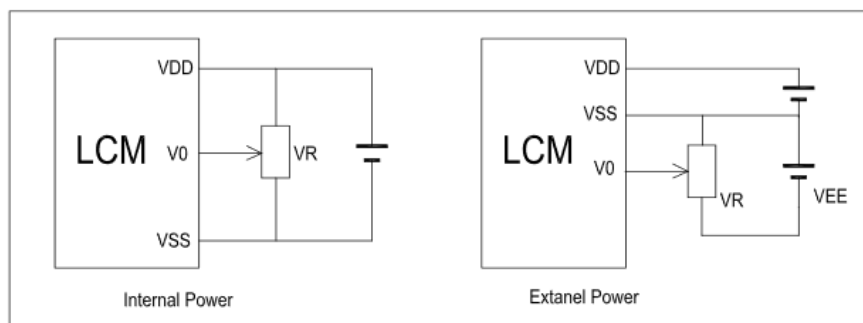 VDD
LCM
V0
VR
VSS
Internal Power
VDD
VSS
LCM
V0
VR
VEE
Extanel Power